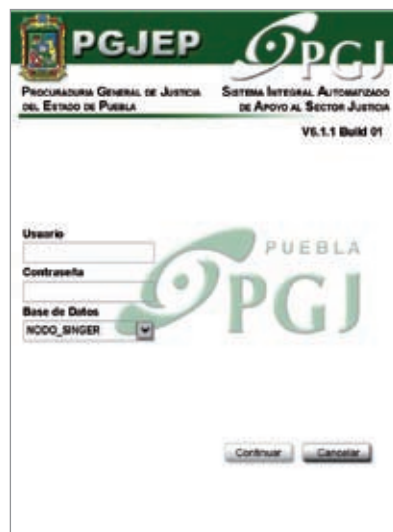 PGJEP
PGJ
PROCURADURIA GENERAL DE JUSTICIA
DEL ESTADO DE PUEBLA
SISTEMA INTEGRAL AUTOMATIZADO
DE APOYO AL SECTOR JUSTICIA
V6.1.1 Build 01
Usuario
Contraseña
Base de Datos
NODO_SINGER
PUEBLA
PGJ
Continuar
Cancelar